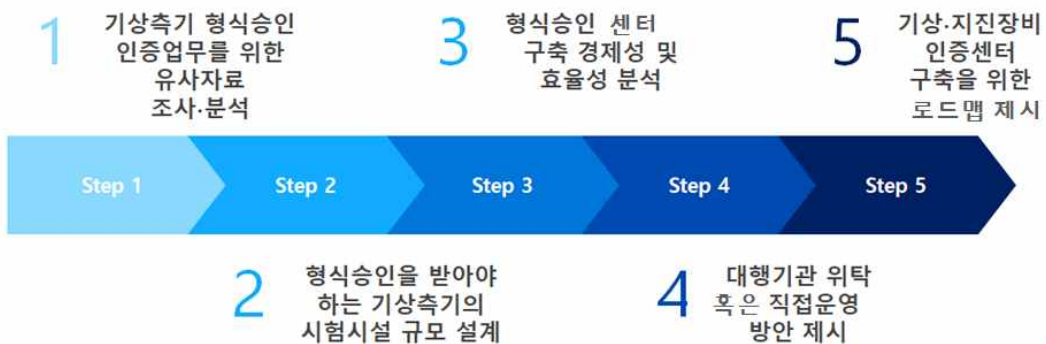 1
기상측기 형식승인
인증업무를 위한
유사자료
조사·분석
3
형식승인 센터
구축 경제성 및
효율성 분석
5
기상·지진장비
인증센터
구축을 위한
로드맵 제시
Step 1
Step 2
Step 3
Step 4
Step 5
2
형식승인을 받아야
하는 기상측기의
시험시설 규모 설계
4
대행기관 위탁
혹은 직접운영
방안 제시